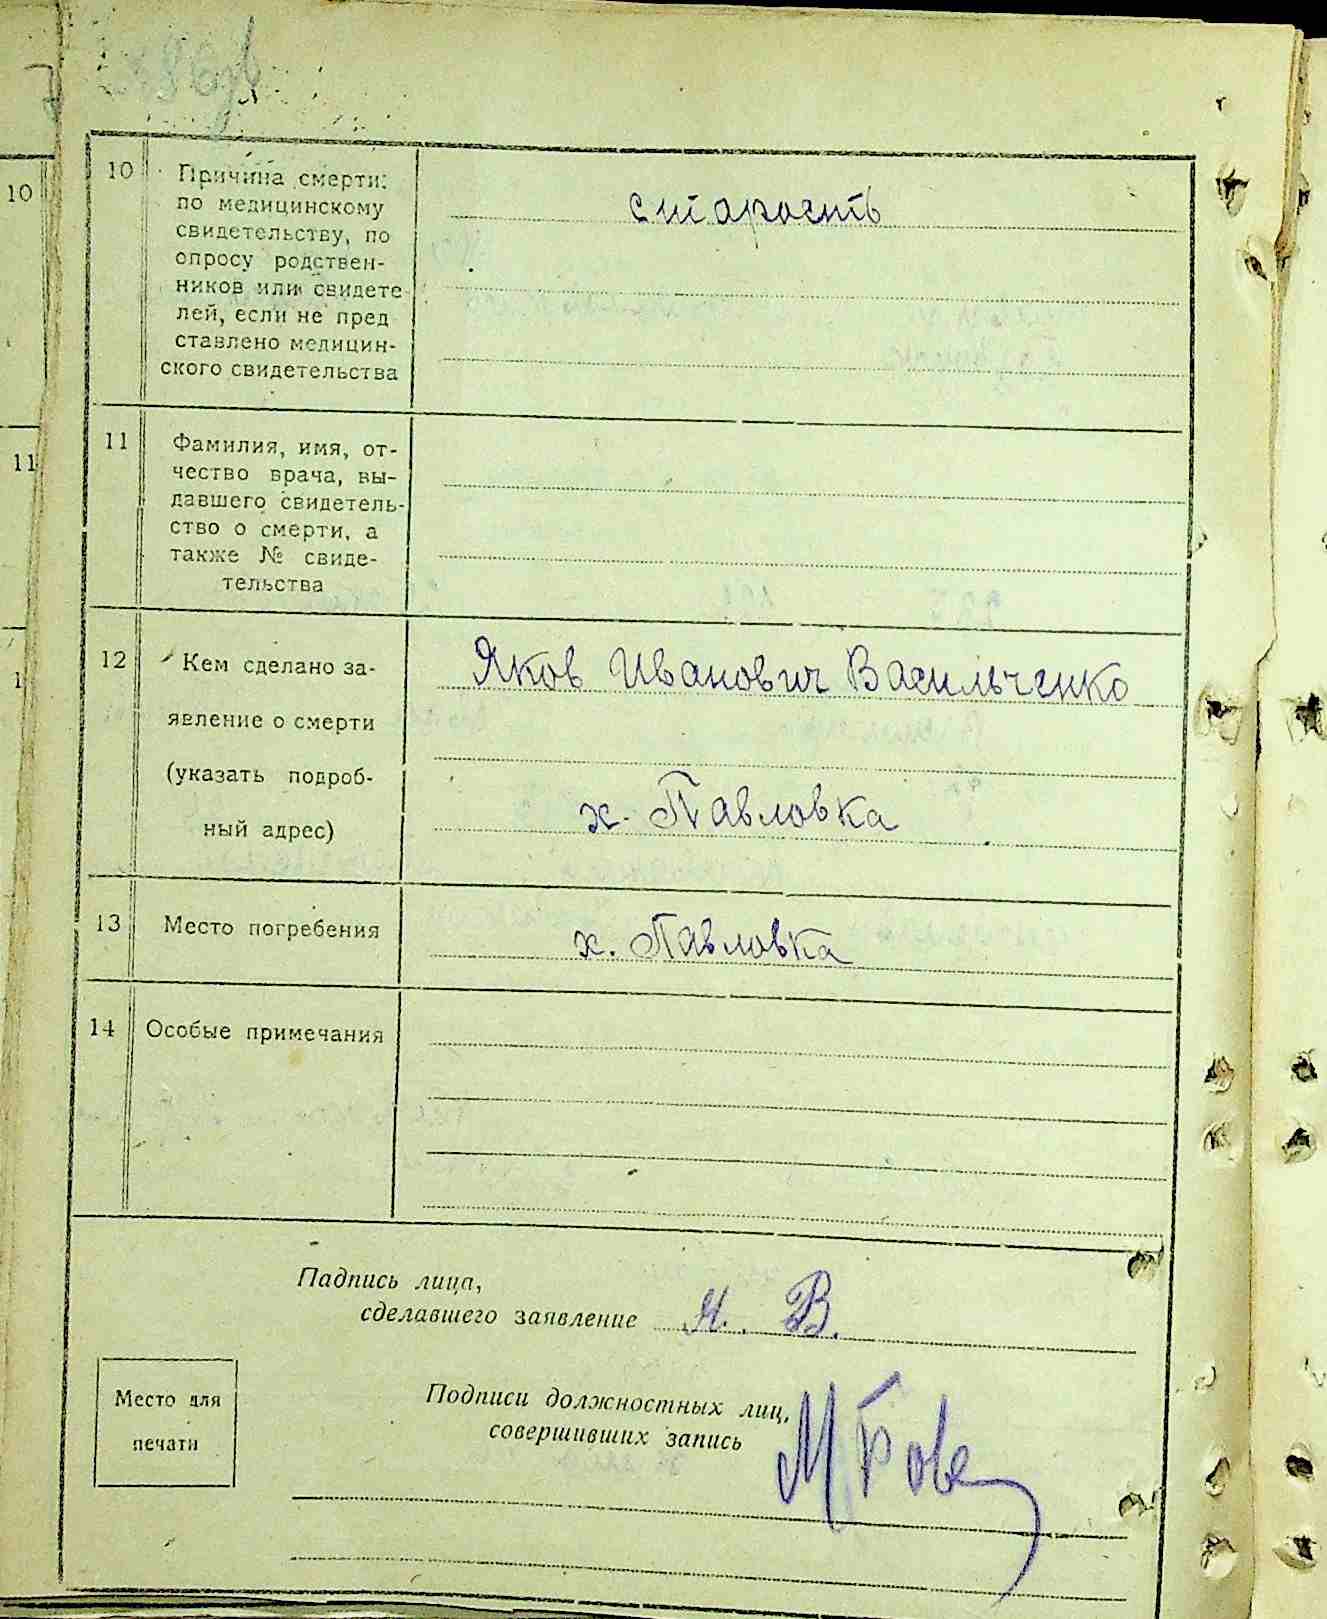 10
11
10
Причина смерти:
по медицинскому
свидетельству, по
опросу родствен-
ников или свидете
лей, если не пред
ставлено медицин-
ского свидетельства
старость
11
Фамилия, имя, от-
чество врача, вы-
давшего свидетель-
ство о смерти, а
также № свиде-
тельства
12
Кем сделано за-
явление о смерти
(указать подроб-
ный адрес)
Яков Иванович Васильченко
х. Павловка
13
Место погребения
х. Павловка
14
Особые примечания
Падпись лица,
сделавшего заявление Я. В.
Место для
печати
Подписи должностных лиц,
совершивших запись